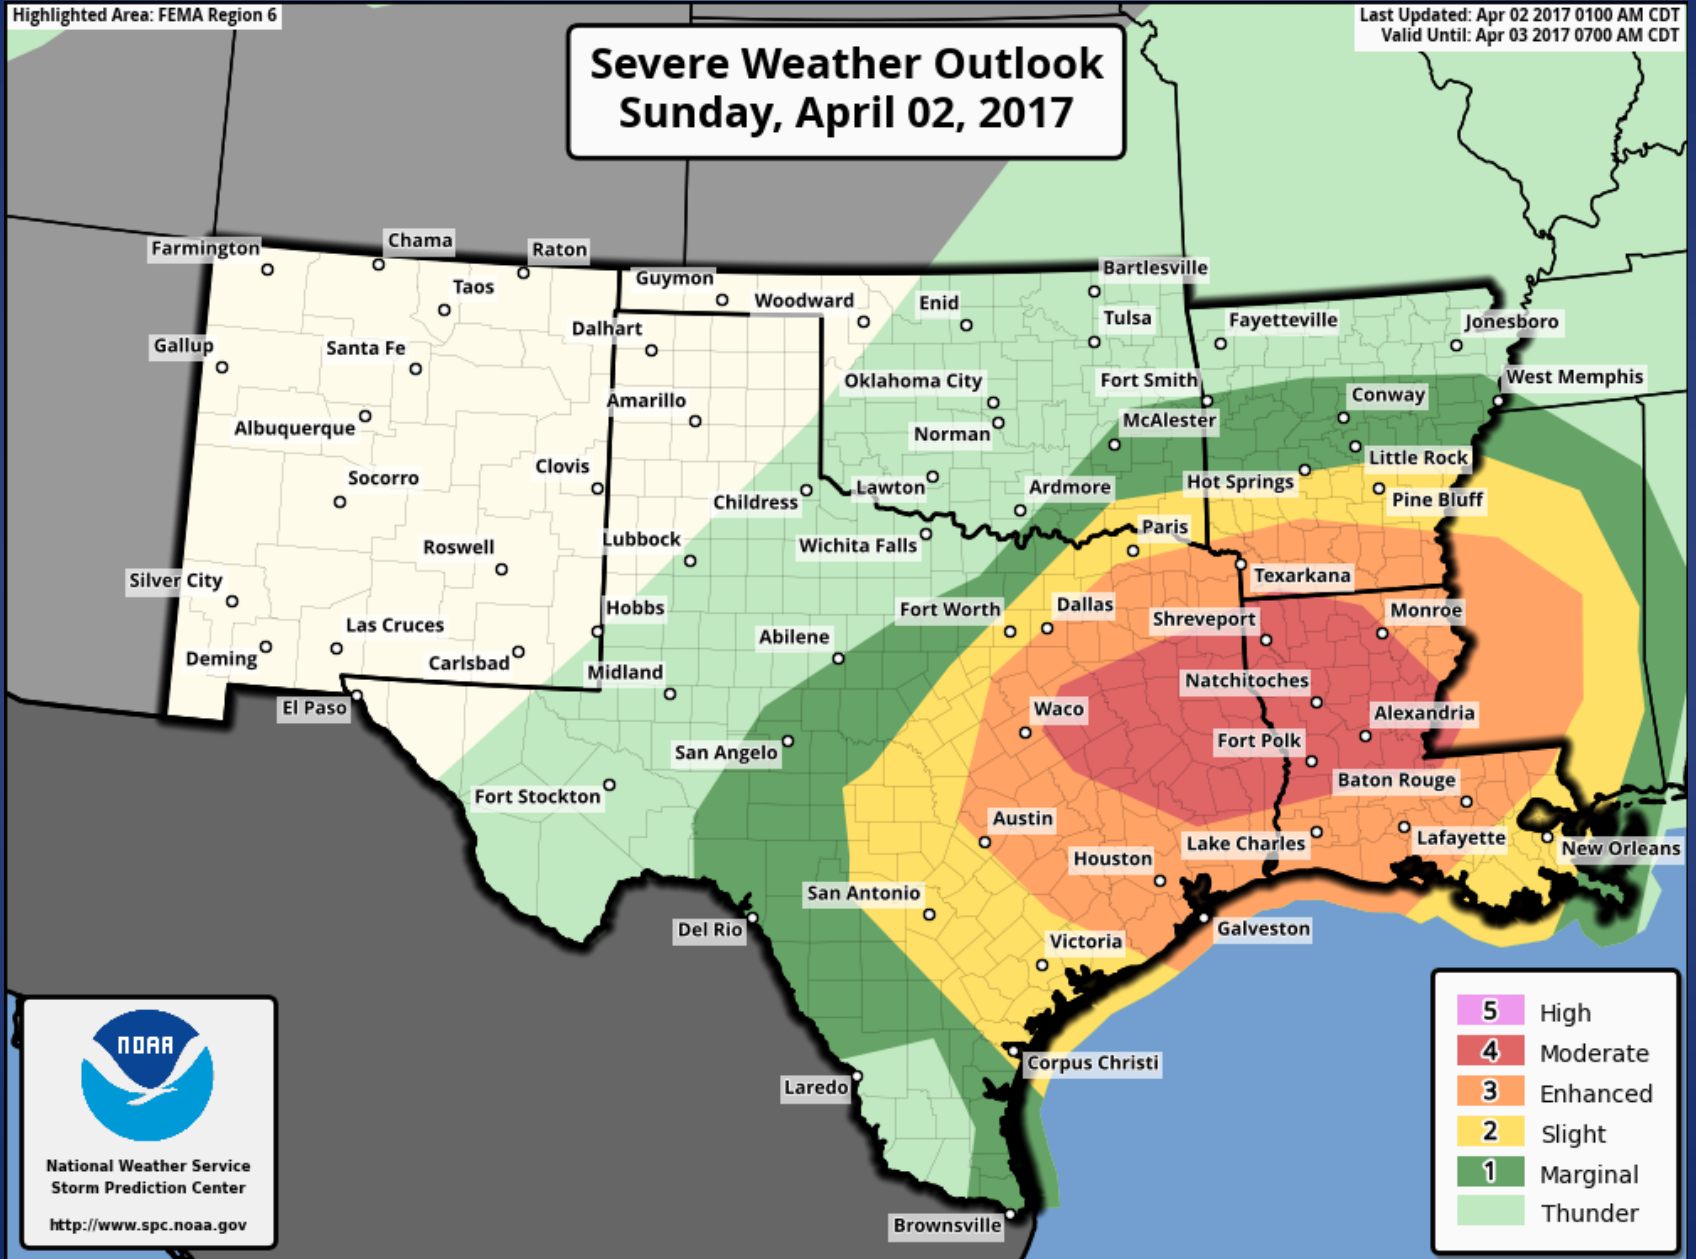 Highlighted Area: FEMA Region 6
Last Updated: Apr 02 2017 0100 AM CDT
Valid Until: Apr 03 2017 0700 AM CDT
Severe Weather Outlook
Sunday, April 02, 2017
Farmington
Chama
Raton
Taos
Guymon
Woodward
Enid
Bartlesville
Tulsa
Fayetteville
Jonesboro
Gallup
Santa Fe
Dalhart
Oklahoma City
Fort Smith
West Memphis
Albuquerque
Amarillo
Norman
McAlester
Conway
Little Rock
Socorro
Clovis
Childress
Lawton
Ardmore
Hot Springs
Pine Bluff
Roswell
Lubbock
Wichita Falls
Paris
Texarkana
Silver City
Hobbs
Fort Worth
Dallas
Shreveport
Monroe
Las Cruces
Abilene
Deming
Carlsbad
Midland
Natchitoches
El Paso
Waco
Alexandria
San Angelo
Fort Polk
Fort Stockton
Baton Rouge
Austin
Lake Charles
Lafayette
New Orleans
Houston
San Antonio
Del Rio
Victoria
Galveston
Corpus Christi
Laredo
Brownsville
NOAA
National Weather Service
Storm Prediction Center
http://www.spc.noaa.gov
5 High
4 Moderate
3 Enhanced
2 Slight
1 Marginal
Thunder